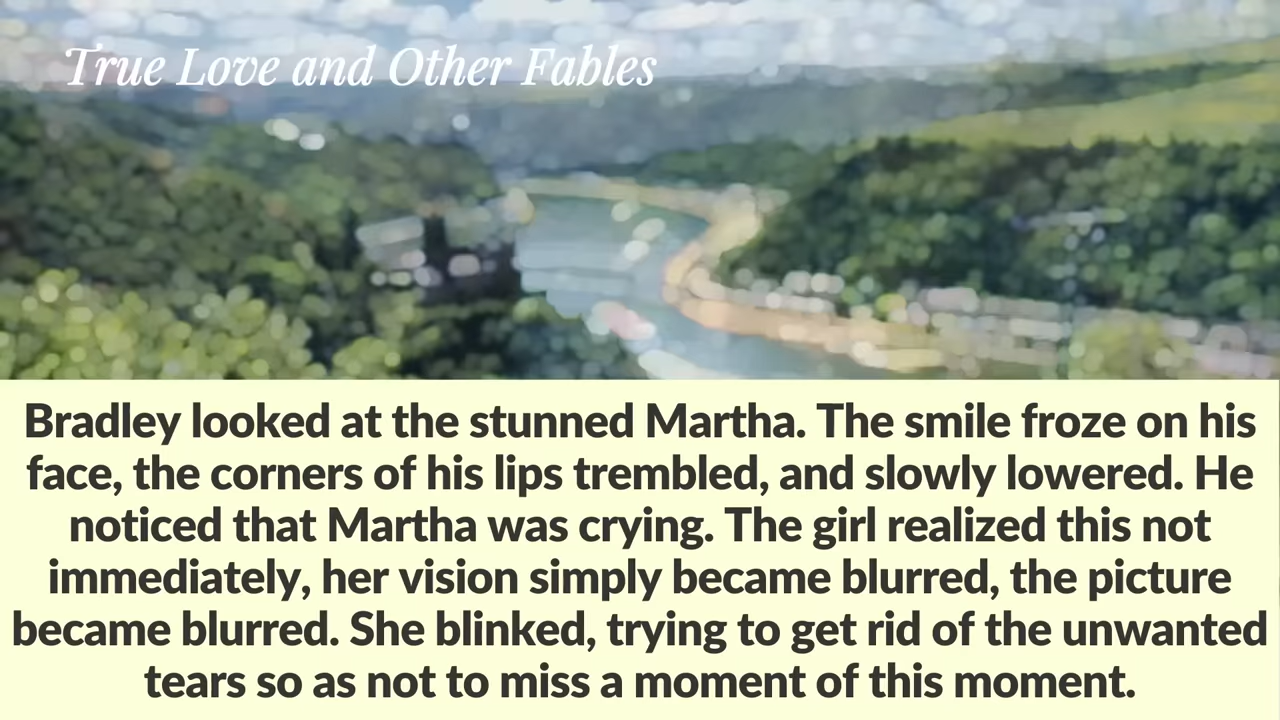 True Love and Other Fables
Bradley looked at the stunned Martha. The smile froze on his
face, the corners of his lips trembled, and slowly lowered. He
noticed that Martha was crying. The girl realized this not
immediately, her vision simply became blurred, the picture
became blurred. She blinked, trying to get rid of the unwanted
tears so as not to miss a moment of this moment.